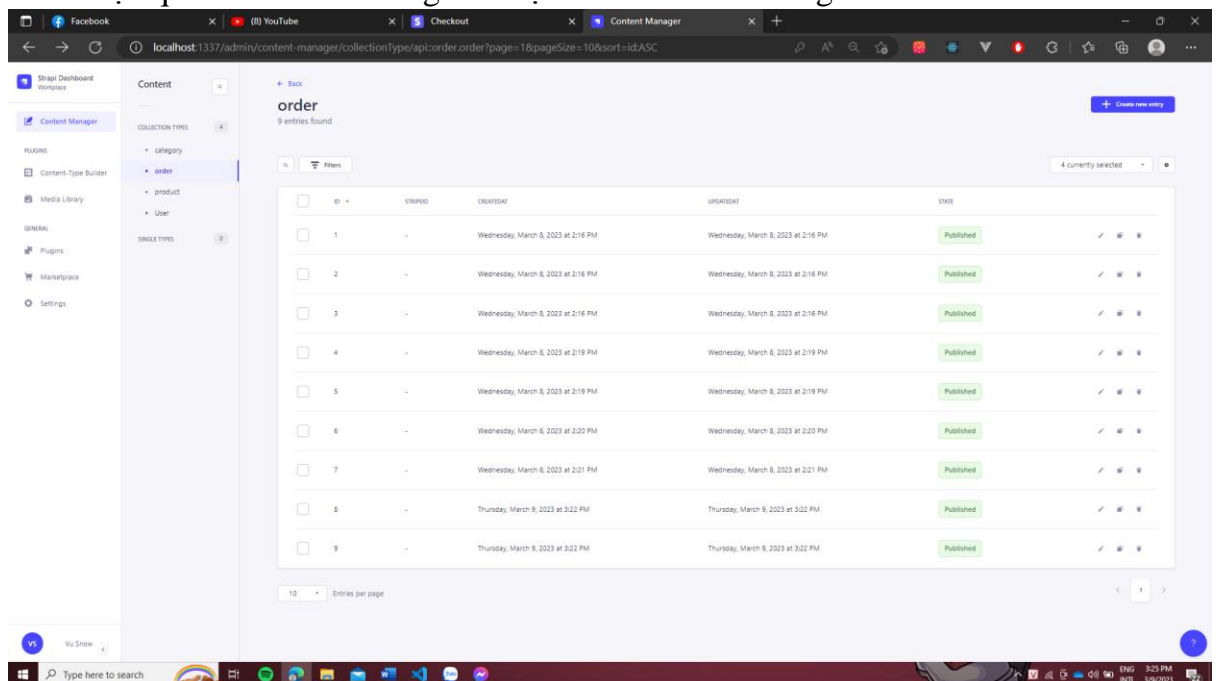 Facebook
(8) YouTube
Checkout
Content Manager
localhost:1337/admin/content-manager/collectionType/api:order.order?page=1&pageSize=10&sort=id:ASC
Strapi Dashboard
Workplace
Content Manager
PLUGINS
Content-Type Builder
Media Library
GENERAL
Plugins
Marketplace
Settings
VS
Vu Snow
Content
COLLECTION TYPES 4
category
order
product
User
SINGLE TYPES 0
← Back
order
9 entries found
+ Create new entry
Filters
4 currently selected
ID STRIPEID CREATEDAT UPDATEDAT STATE
1 - Wednesday, March 8, 2023 at 2:16 PM Wednesday, March 8, 2023 at 2:16 PM Published
2 - Wednesday, March 8, 2023 at 2:16 PM Wednesday, March 8, 2023 at 2:16 PM Published
3 - Wednesday, March 8, 2023 at 2:16 PM Wednesday, March 8, 2023 at 2:16 PM Published
4 - Wednesday, March 8, 2023 at 2:19 PM Wednesday, March 8, 2023 at 2:19 PM Published
5 - Wednesday, March 8, 2023 at 2:19 PM Wednesday, March 8, 2023 at 2:19 PM Published
6 - Wednesday, March 8, 2023 at 2:20 PM Wednesday, March 8, 2023 at 2:20 PM Published
7 - Wednesday, March 8, 2023 at 2:21 PM Wednesday, March 8, 2023 at 2:21 PM Published
8 - Thursday, March 9, 2023 at 3:22 PM Thursday, March 9, 2023 at 3:22 PM Published
9 - Thursday, March 9, 2023 at 3:22 PM Thursday, March 9, 2023 at 3:22 PM Published
10 Entries per page
1
?
Type here to search
Zalo
ENG
INTL
3:25 PM
3/9/2023